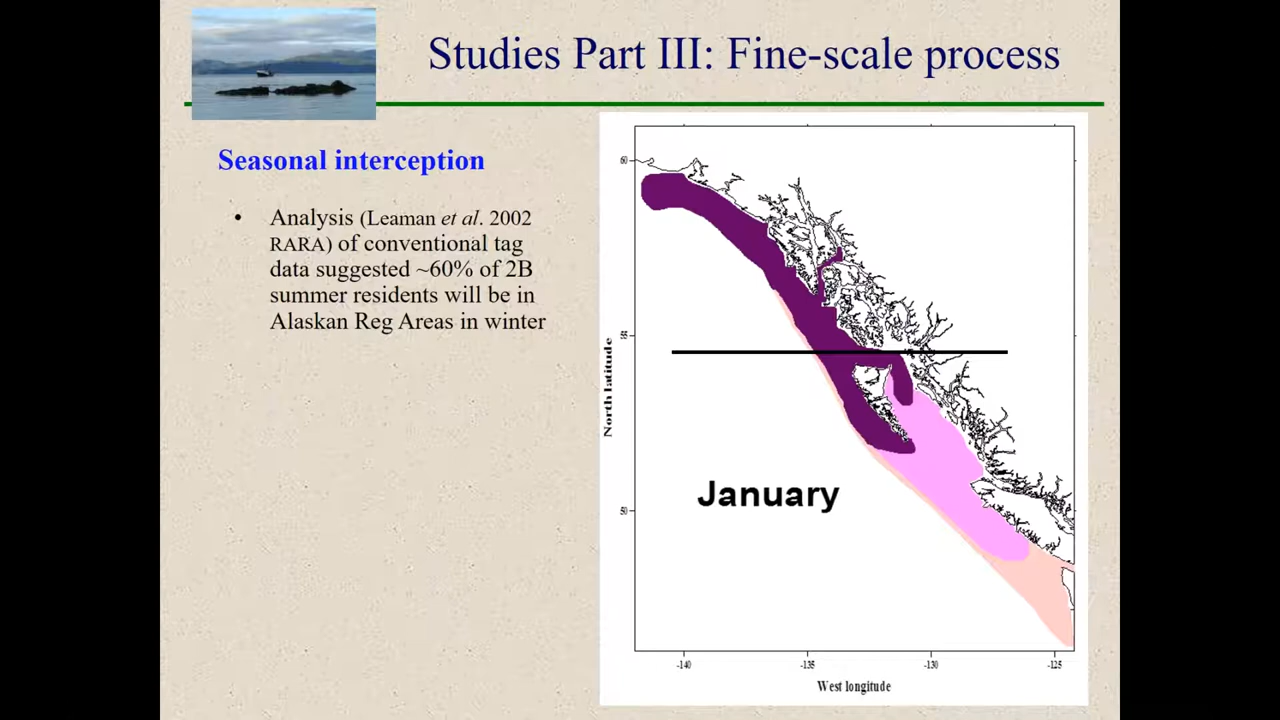 Studies Part III: Fine-scale process
Seasonal interception
• Analysis (Leaman et al. 2002
RARA) of conventional tag
data suggested ~60% of 2B
summer residents will be in
Alaskan Reg Areas in winter
60
55
50
North latitude
January
-140
-135
-130
-125
West longitude